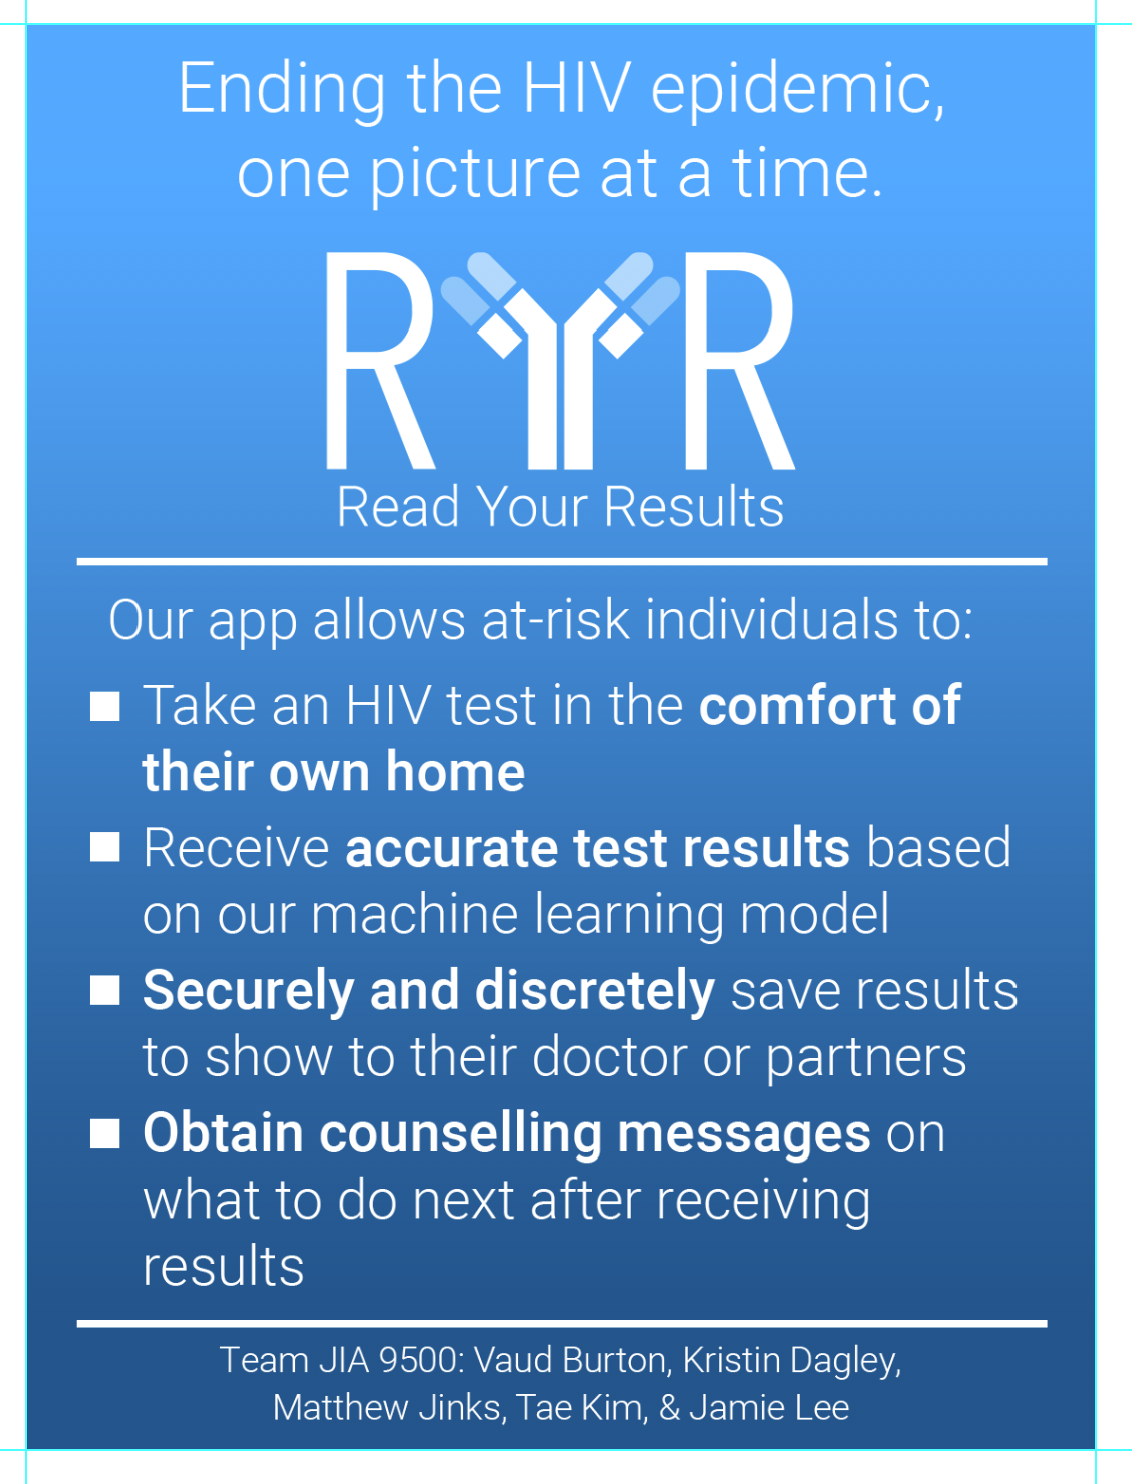 Ending the HIV epidemic,
one picture at a time.
RYR
Read Your Results
Our app allows at-risk individuals to:
■ Take an HIV test in the comfort of
their own home
■ Receive accurate test results based
on our machine learning model
■ Securely and discretely save results
to show to their doctor or partners
■ Obtain counselling messages on
what to do next after receiving
results
Team JIA 9500: Vaud Burton, Kristin Dagley,
Matthew Jinks, Tae Kim, & Jamie Lee